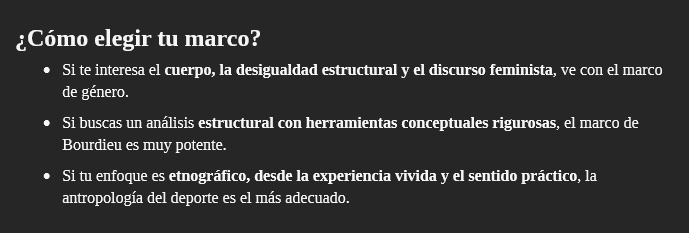 ¿Cómo elegir tu marco?
Si te interesa el cuerpo, la desigualdad estructural y el discurso feminista, ve con el marco
de género.
Si buscas un análisis estructural con herramientas conceptuales rigurosas, el marco de
Bourdieu es muy potente.
Si tu enfoque es etnográfico, desde la experiencia vivida y el sentido práctico, la
antropología del deporte es el más adecuado.